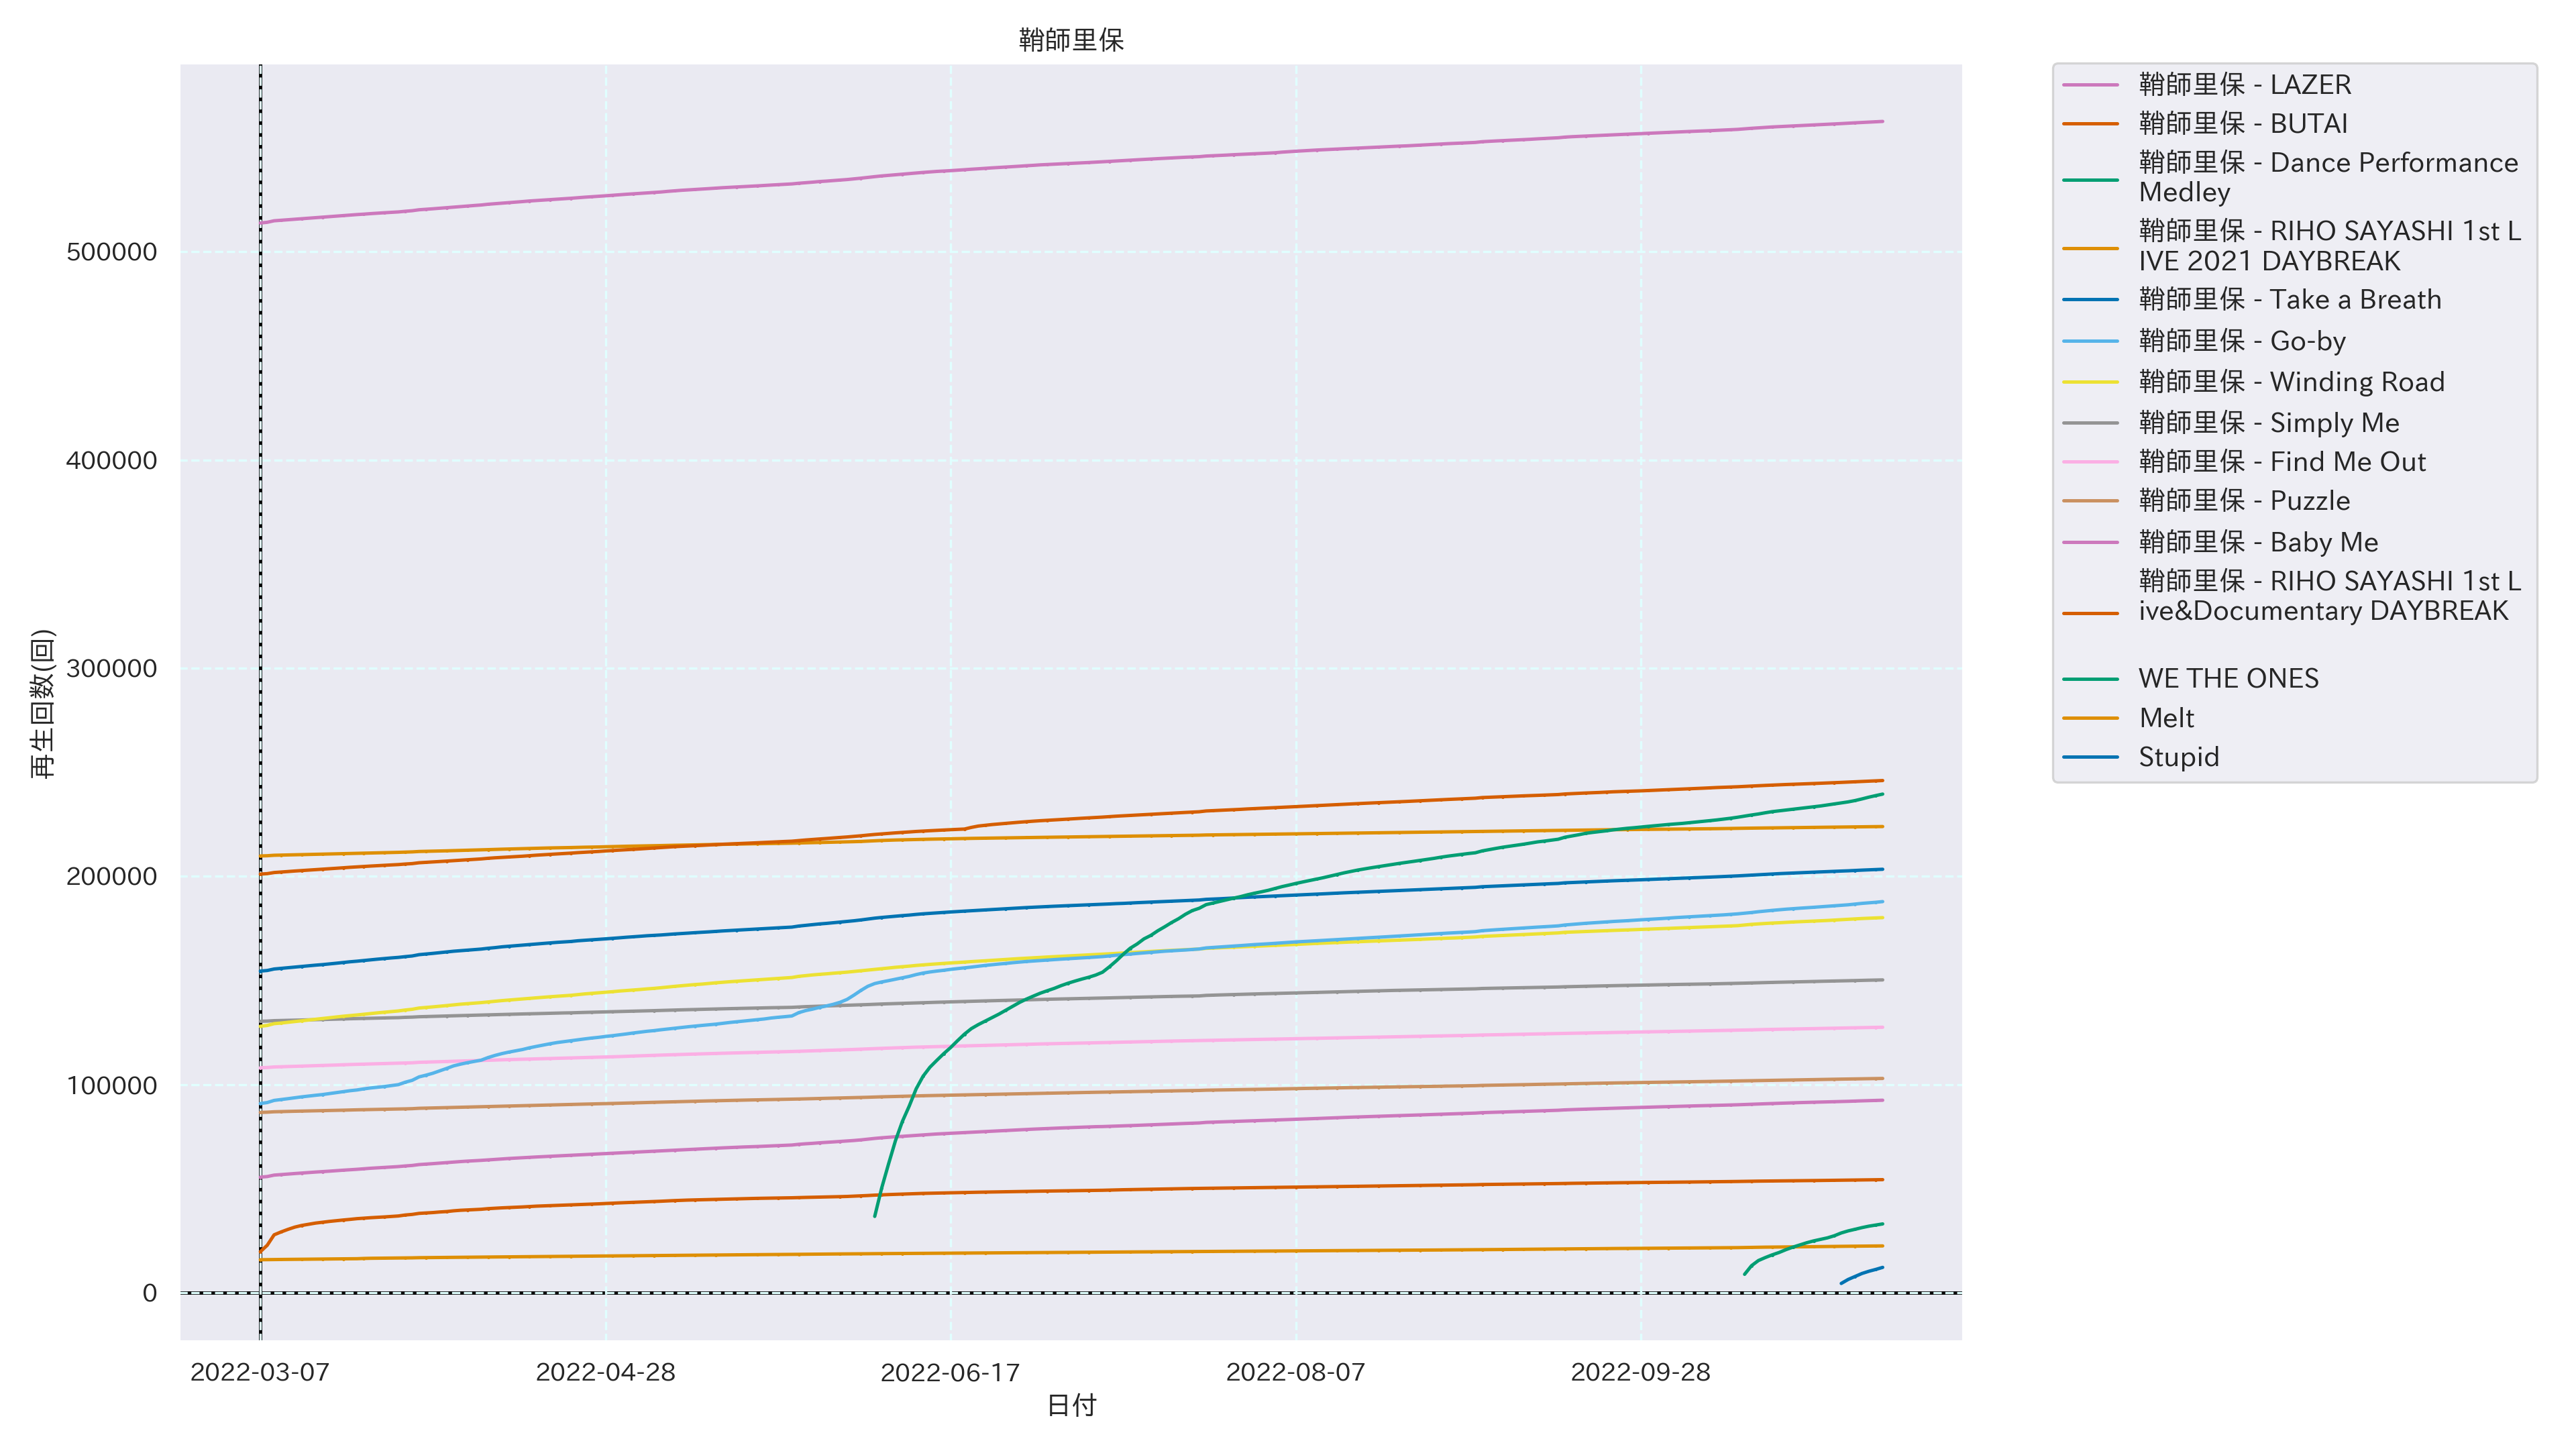 鞘師里保
再生回数(回)
500000
400000
300000
200000
100000
0
2022-03-07
2022-04-28
2022-06-17
2022-08-07
2022-09-28
日付
鞘師里保 - LAZER
鞘師里保 - BUTAI
鞘師里保 - Dance Performance
Medley
鞘師里保 - RIHO SAYASHI 1st L
IVE 2021 DAYBREAK
鞘師里保 - Take a Breath
鞘師里保 - Go-by
鞘師里保 - Winding Road
鞘師里保 - Simply Me
鞘師里保 - Find Me Out
鞘師里保 - Puzzle
鞘師里保 - Baby Me
鞘師里保 - RIHO SAYASHI 1st L
ive&Documentary DAYBREAK
WE THE ONES
Melt
Stupid